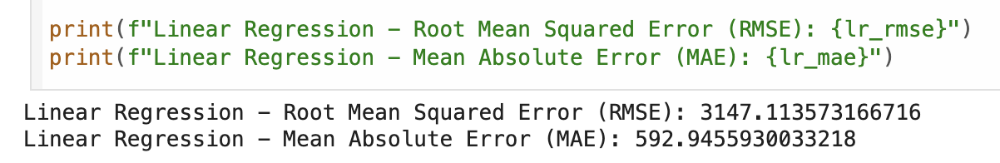 print(f"Linear Regression – Root Mean Squared Error (RMSE): {lr_rmse}")
print(f"Linear Regression – Mean Absolute Error (MAE): {lr_mae}")
Linear Regression – Root Mean Squared Error (RMSE): 3147.113573166716
Linear Regression – Mean Absolute Error (MAE): 592.9455930033218